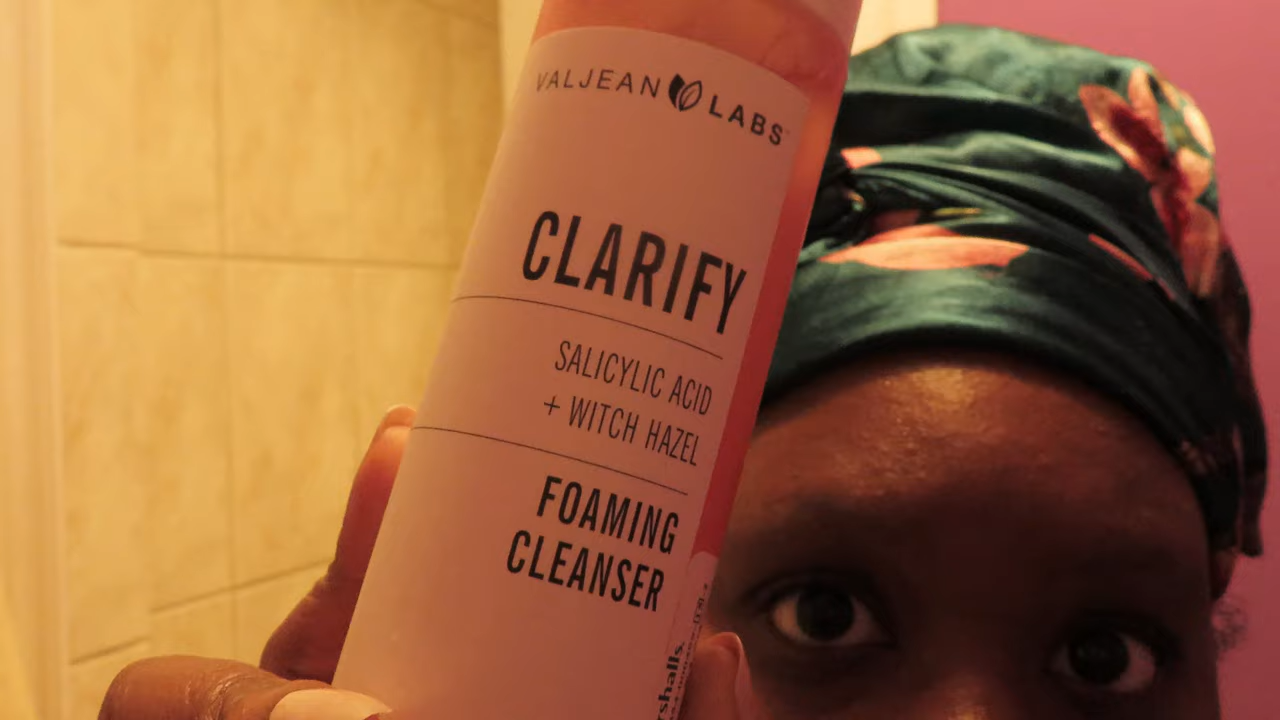 VALJEAN LABS
CLARIFY
SALICYLIC ACID
+ WITCH HAZEL
FOAMING
CLEANSER